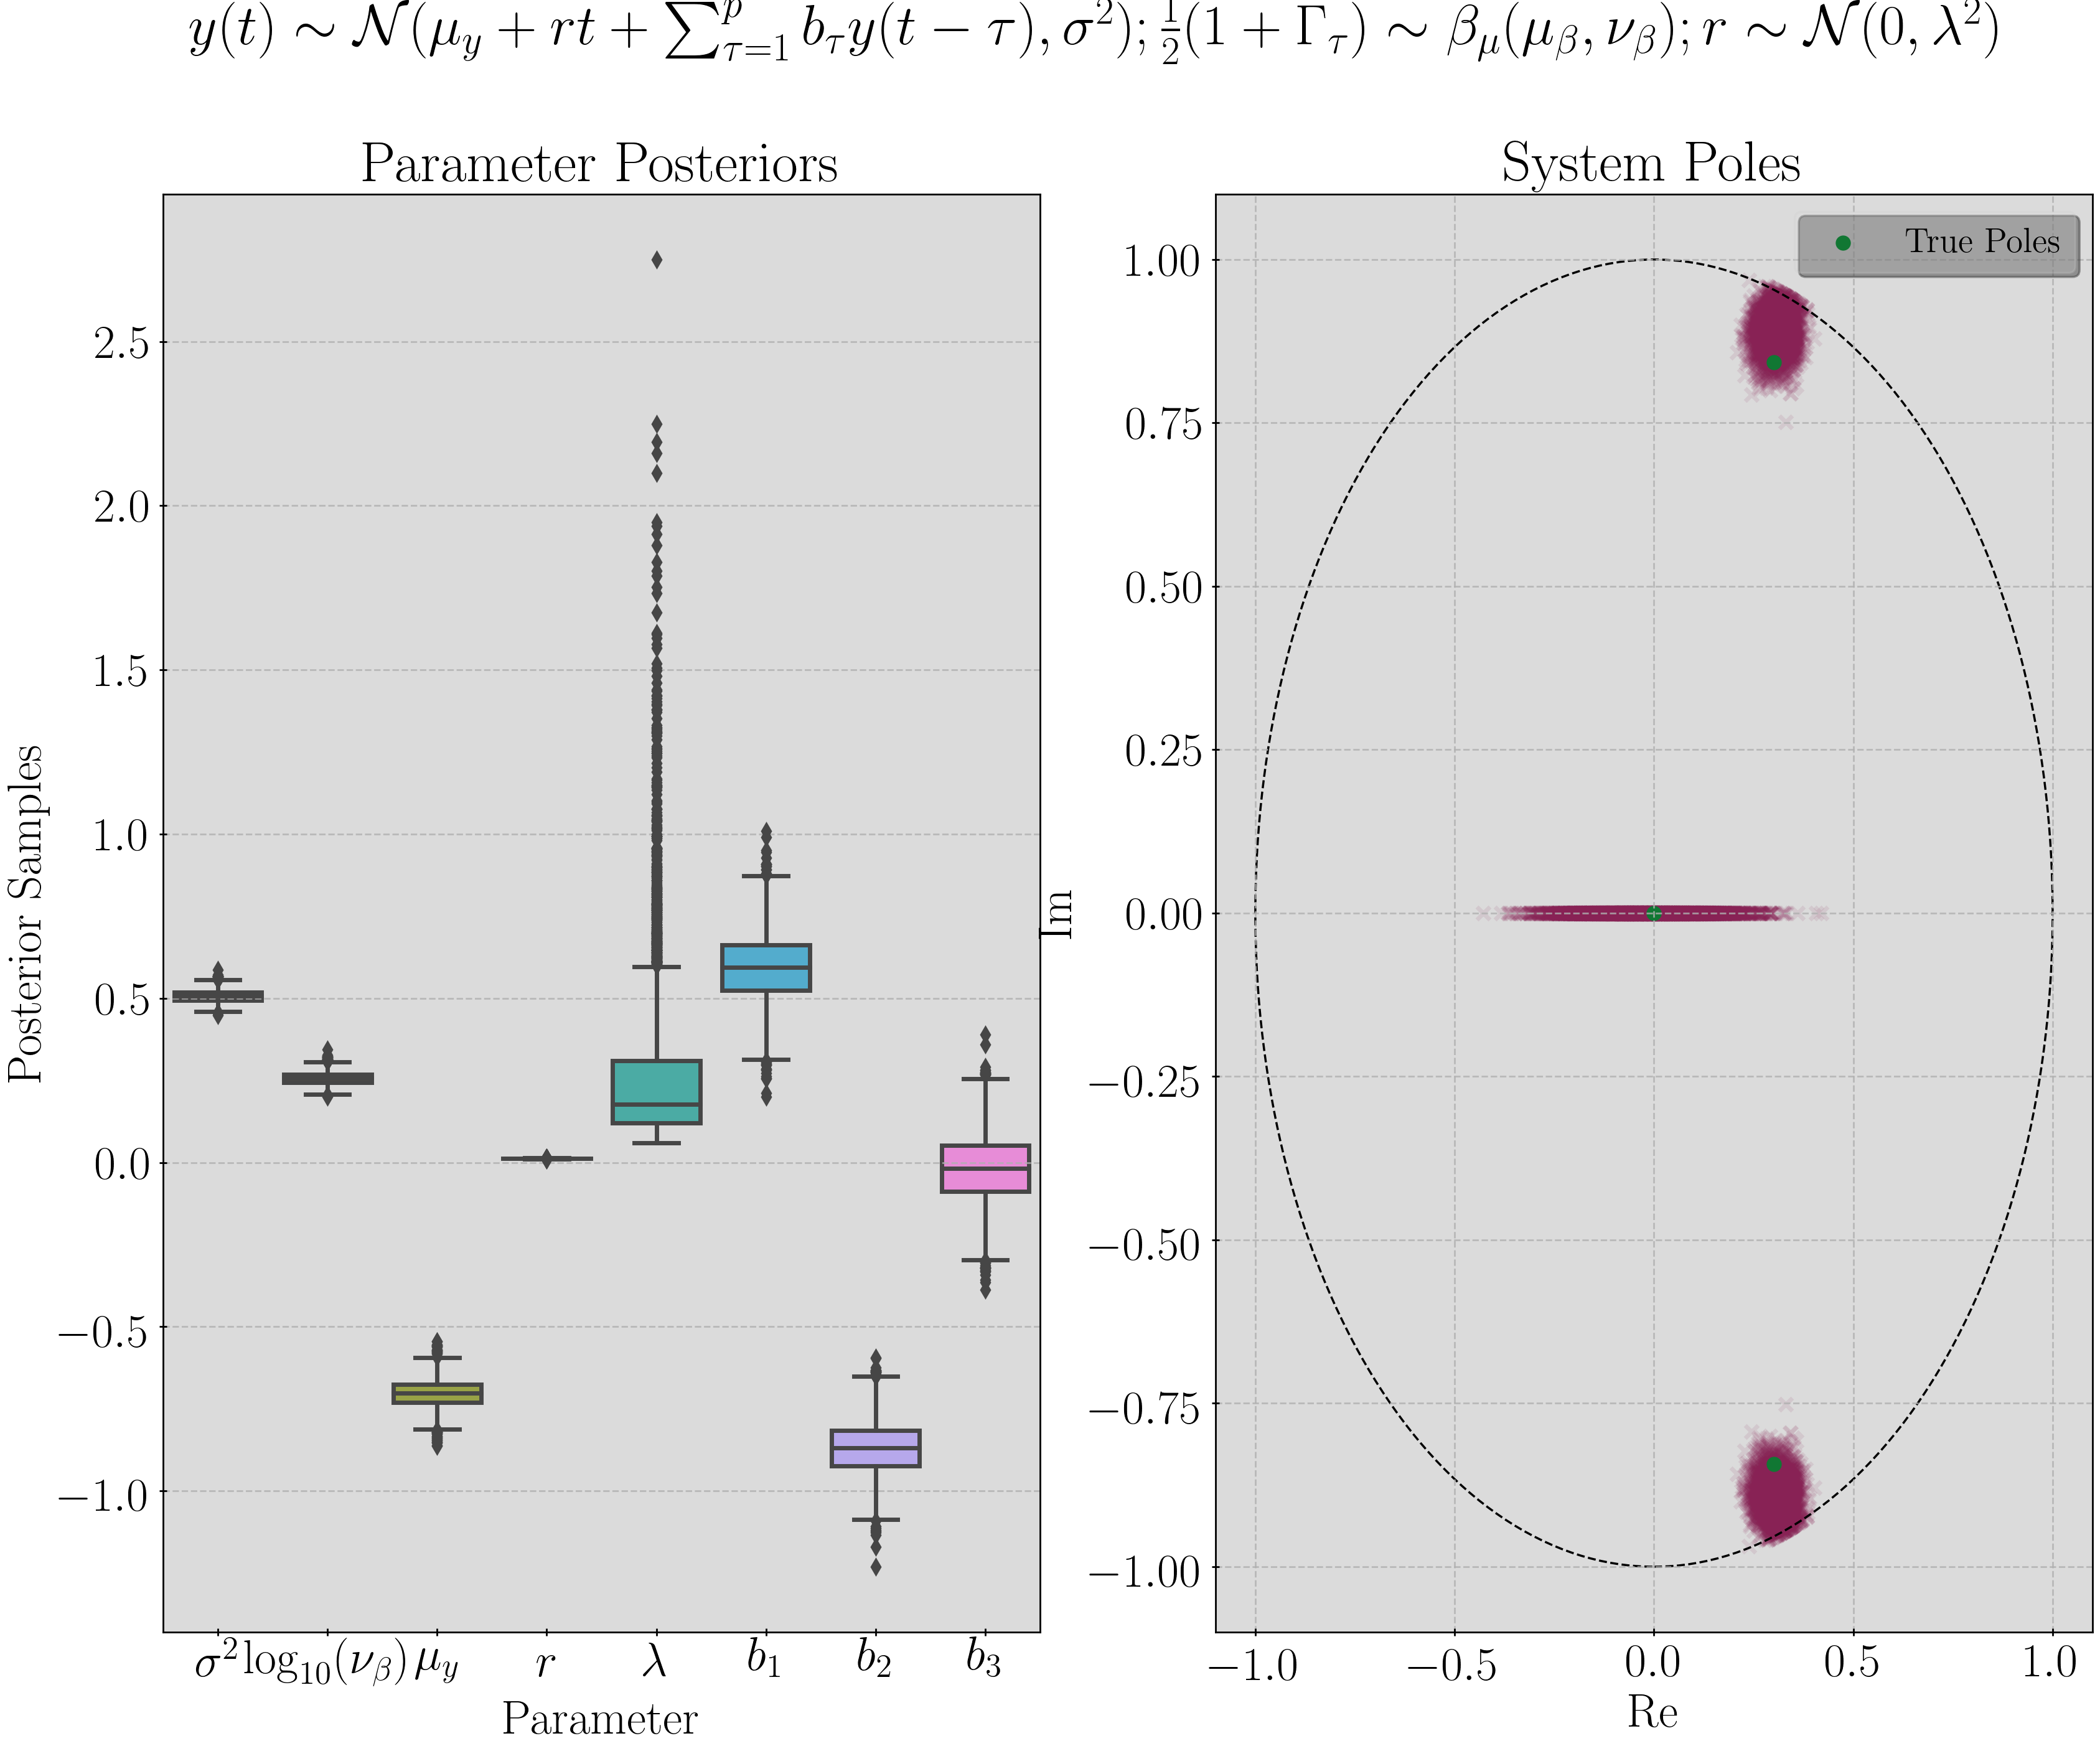 y(t) ∼ 𝒩(μ_y + rt + ∑_{τ=1}^{p} b_τ y(t − τ), σ²); ½(1 + Γ_τ) ∼ β_μ(μ_β, ν_β); r ∼ 𝒩(0, λ²)
Parameter Posteriors
2.5
2.0
1.5
1.0
0.5
0.0
−0.5
−1.0
Posterior Samples
σ² log₁₀(ν_β) μ_y r λ b₁ b₂ b₃
Parameter
System Poles
True Poles
1.00
0.75
0.50
0.25
0.00
−0.25
−0.50
−0.75
−1.00
Im
−1.0 −0.5 0.0 0.5 1.0
Re